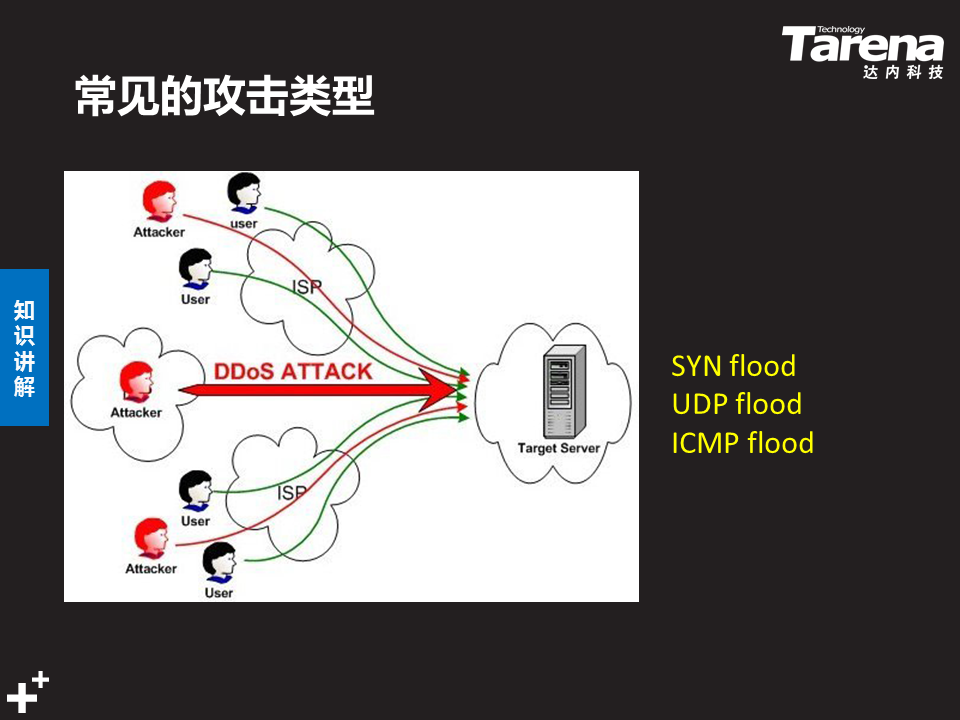 Technology
Tarena
达内科技
常见的攻击类型
知
识
讲
解
Attacker
user
User
ISP
DDoS ATTACK
Attacker
Target Server
User
ISP
Attacker
User
SYN flood
UDP flood
ICMP flood